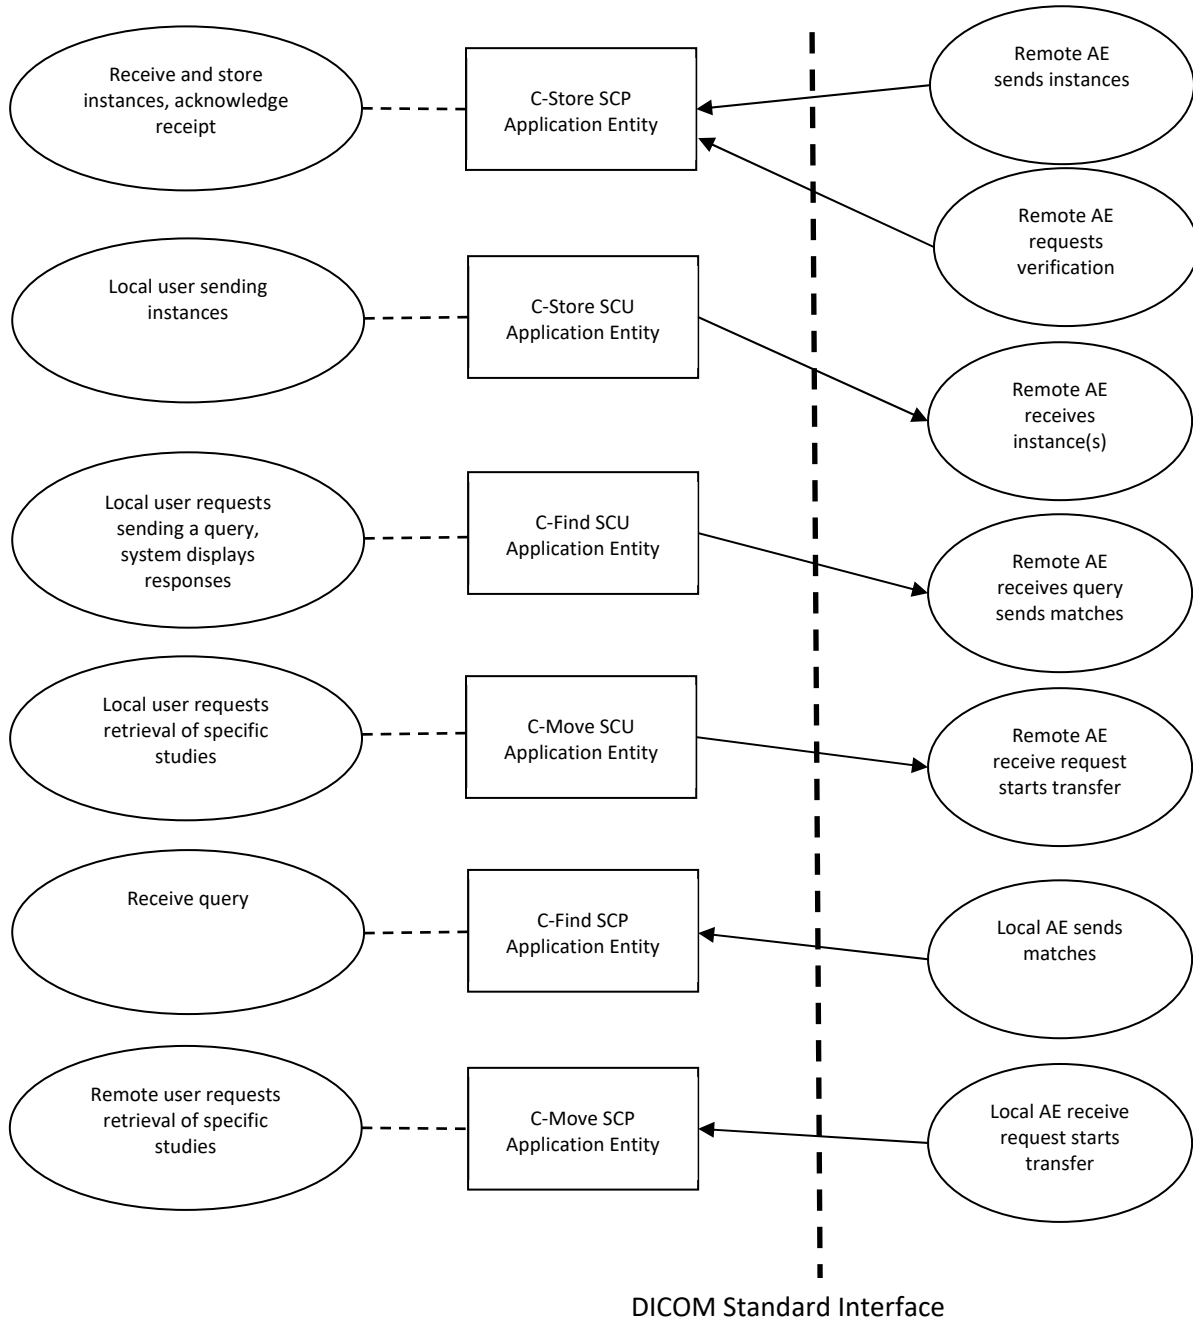 Receive and store
instances, acknowledge
receipt
C-Store SCP
Application Entity
Remote AE
sends instances
Remote AE
requests
verification
Local user sending
instances
C-Store SCU
Application Entity
Remote AE
receives
instance(s)
Local user requests
sending a query,
system displays
responses
C-Find SCU
Application Entity
Remote AE
receives query
sends matches
Local user requests
retrieval of specific
studies
C-Move SCU
Application Entity
Remote AE
receive request
starts transfer
Receive query
C-Find SCP
Application Entity
Local AE sends
matches
Remote user requests
retrieval of specific
studies
C-Move SCP
Application Entity
Local AE receive
request starts
transfer
DICOM Standard Interface